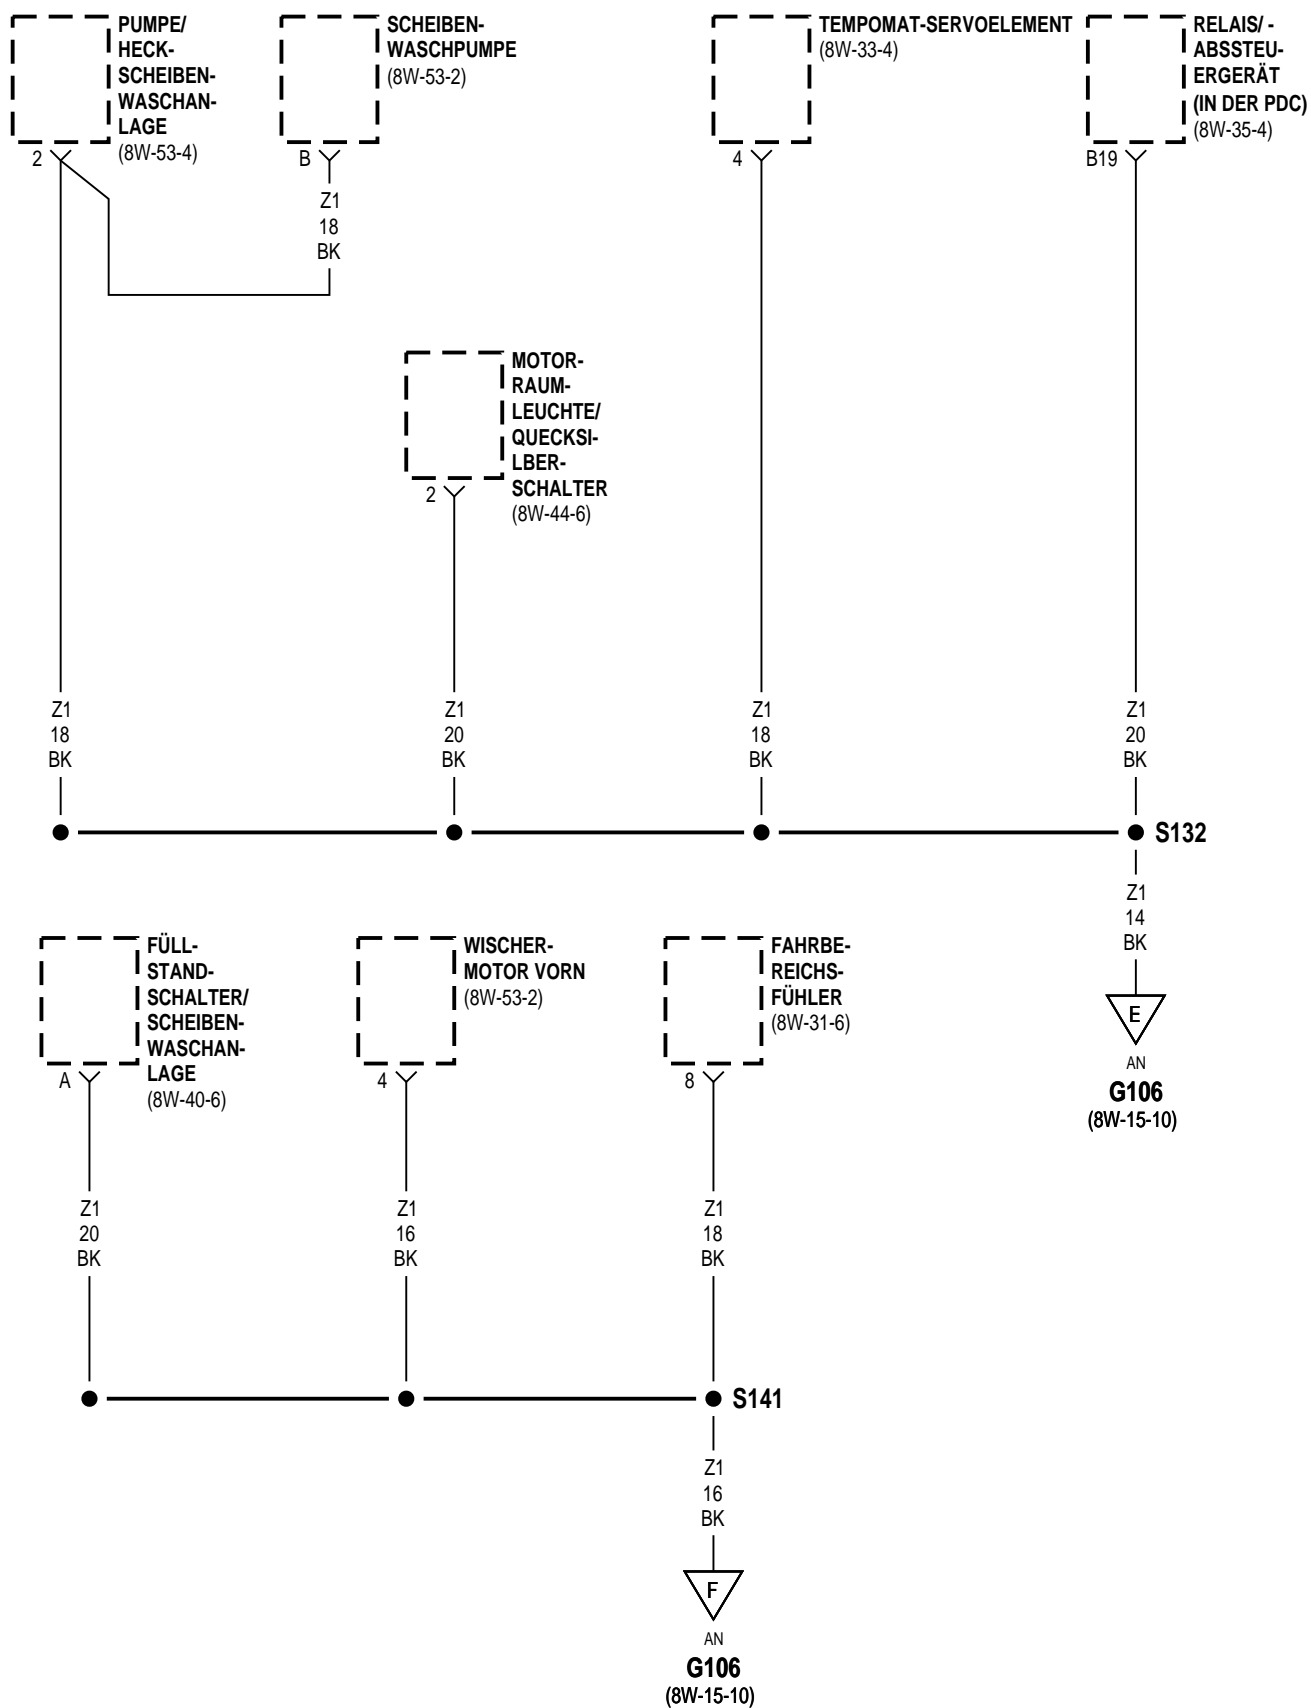 PUMPE/
HECK-
SCHEIBEN-
WASCHAN-
LAGE
(8W-53-4)
2
SCHEIBEN-
WASCHPUMPE
(8W-53-2)
B
Z1
18
BK
TEMPOMAT-SERVOELEMENT
(8W-33-4)
4
RELAIS/ -
ABSSTEU-
ERGERÄT
(IN DER PDC)
(8W-35-4)
B19
MOTOR-
RAUM-
LEUCHTE/
QUECKSI-
LBER-
SCHALTER
(8W-44-6)
2
Z1
18
BK
Z1
20
BK
Z1
18
BK
Z1
20
BK
S132
Z1
14
BK
E
AN
G106
(8W-15-10)
FÜLL-
STAND-
SCHALTER/
SCHEIBEN-
WASCHAN-
LAGE
(8W-40-6)
A
WISCHER-
MOTOR VORN
(8W-53-2)
4
FAHRBE-
REICHS-
FÜHLER
(8W-31-6)
8
Z1
20
BK
Z1
16
BK
Z1
18
BK
S141
Z1
16
BK
F
AN
G106
(8W-15-10)